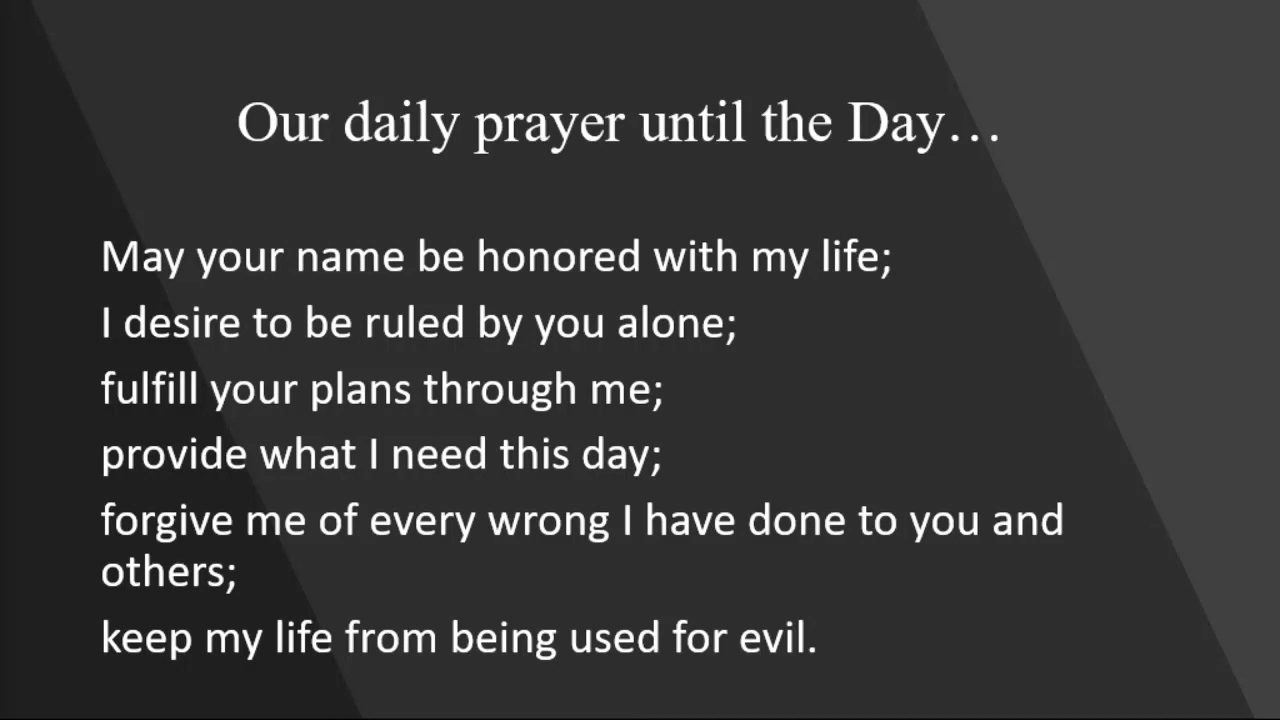 Our daily prayer until the Day…
May your name be honored with my life;
I desire to be ruled by you alone;
fulfill your plans through me;
provide what I need this day;
forgive me of every wrong I have done to you and
others;
keep my life from being used for evil.